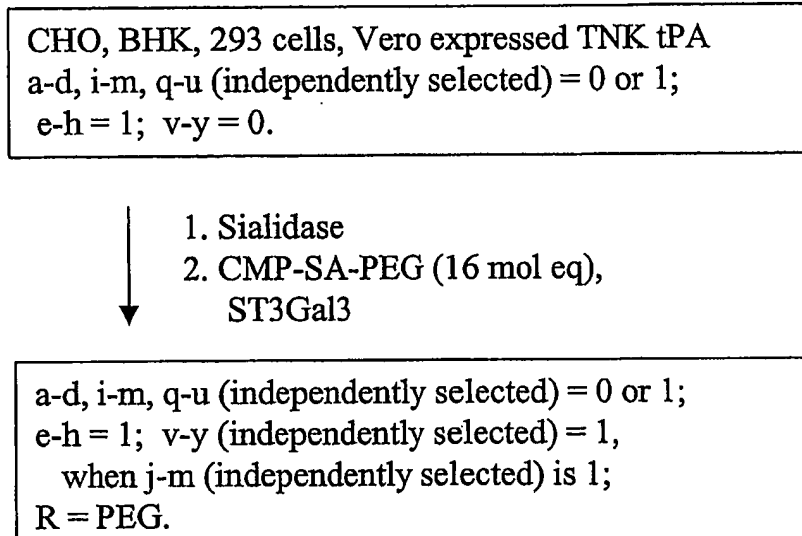 CHO, BHK, 293 cells, Vero expressed TNK tPA
a-d, i-m, q-u (independently selected) = 0 or 1;
e-h = 1; v-y = 0.
1. Sialidase
2. CMP-SA-PEG (16 mol eq),
ST3Gal3
a-d, i-m, q-u (independently selected) = 0 or 1;
e-h = 1; v-y (independently selected) = 1,
when j-m (independently selected) is 1;
R = PEG.